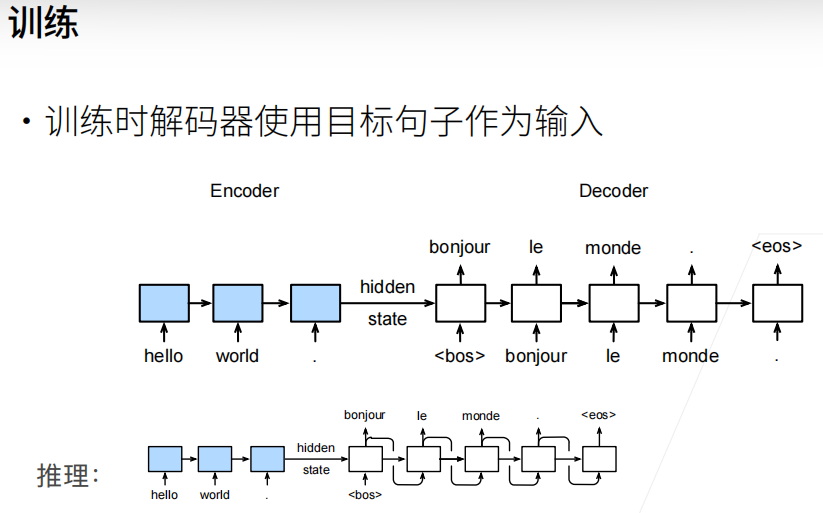 训练
• 训练时解码器使用目标句子作为输入
Encoder Decoder
bonjour le monde . <eos>
hidden
state
hello world . <bos> bonjour le monde .
bonjour le monde . <eos>
hidden
推理：
state
hello world . <bos>